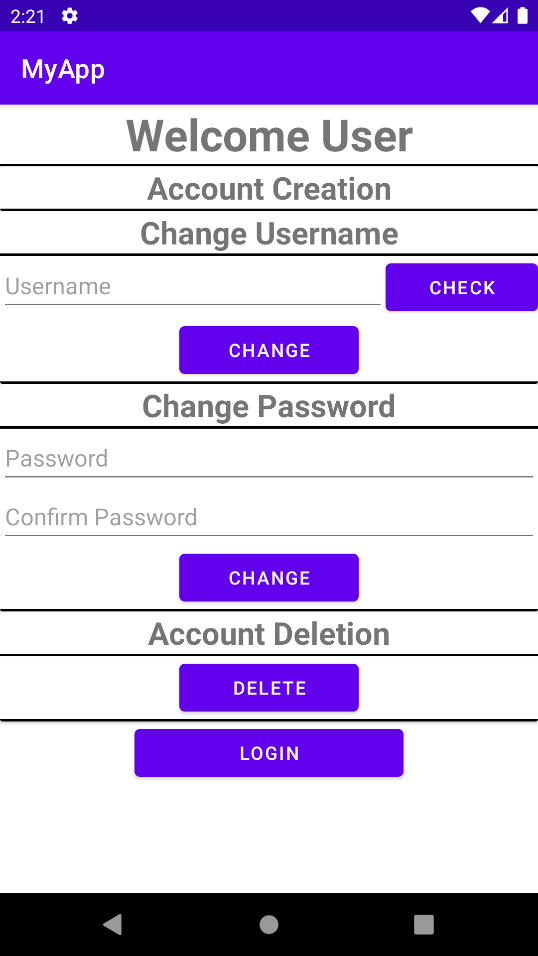 2:21
MyApp
Welcome User
Account Creation
Change Username
Username CHECK
CHANGE
Change Password
Password
Confirm Password
CHANGE
Account Deletion
DELETE
LOGIN